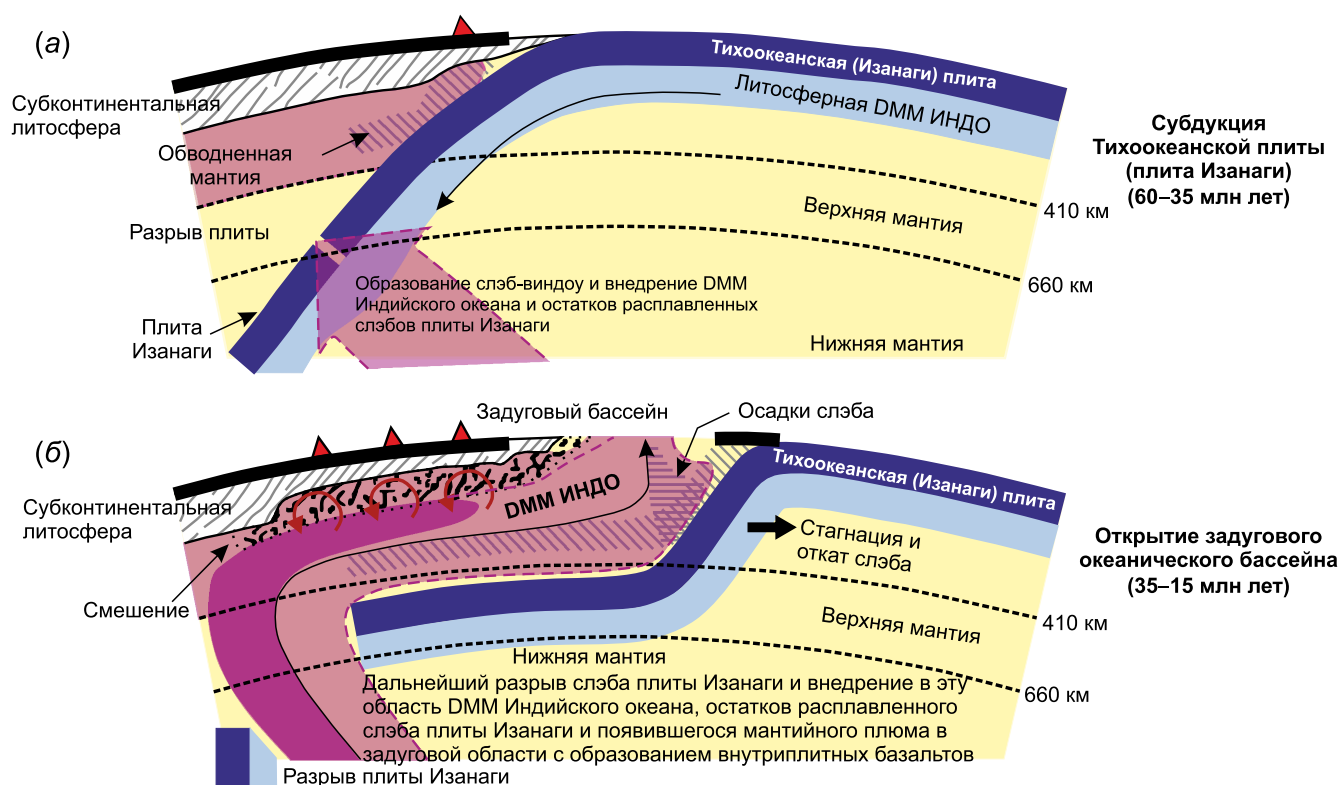 (а)
Тихоокеанская (Изанаги) плита
Литосферная DMM ИНДО
Субконтинентальная
литосфера
Обводненная
мантия
Верхняя мантия
410 км
Разрыв плиты
660 км
Образование слэб-виндоу и внедрение DMM
Индийского океана и остатков расплавленных
слэбов плиты Изанаги
Плита
Изанаги
Нижняя мантия
Субдукция
Тихоокеанской плиты
(плита Изанаги)
(60–35 млн лет)
(б)
Задуговый бассейн
Осадки слэба
Тихоокеанская (Изанаги) плита
Субконтинентальная
литосфера
DMM ИНДО
Стагнация и
откат слэба
Смешение
410 км
Верхняя мантия
Нижняя мантия
660 км
Дальнейший разрыв слэба плиты Изанаги и внедрение в эту
область DMM Индийского океана, остатков расплавленного
слэба плиты Изанаги и появившегося мантийного плюма в
задуговой области с образованием внутриплитных базальтов
Разрыв плиты Изанаги
Открытие задугового
океанического бассейна
(35–15 млн лет)